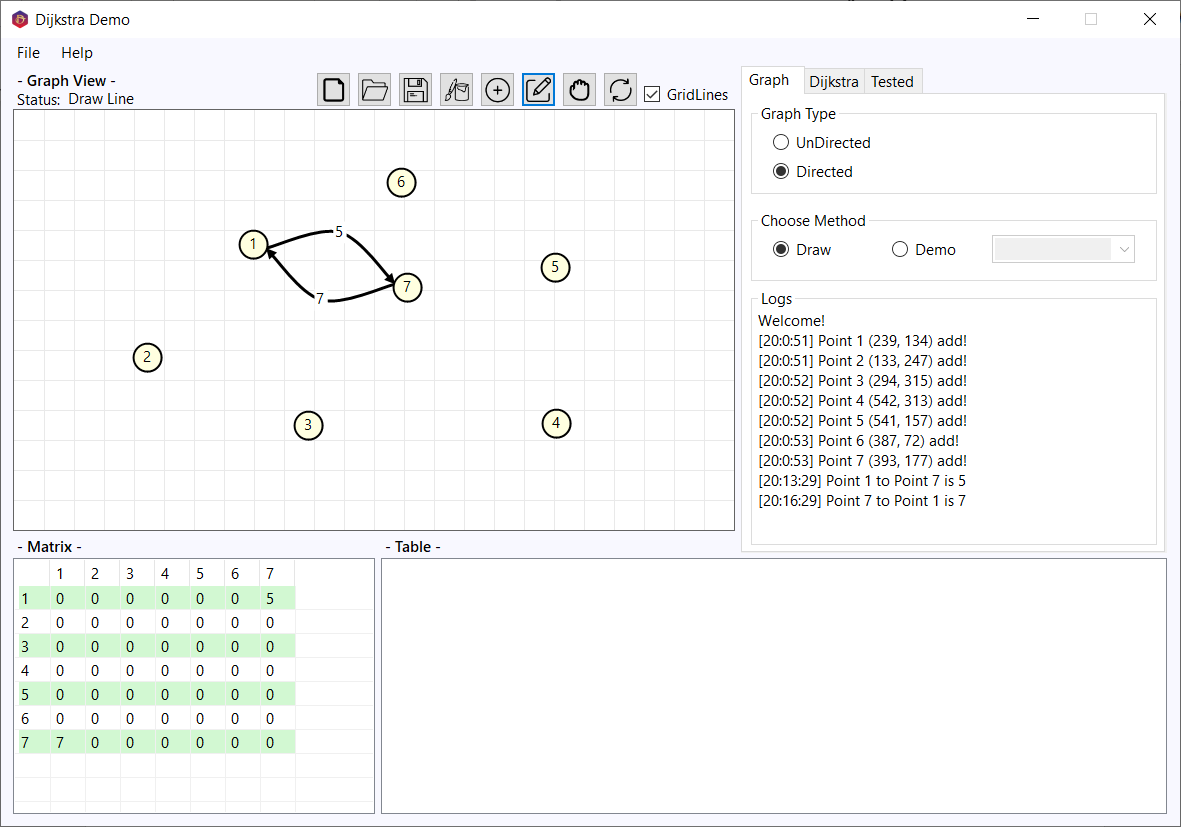 Dijkstra Demo
File Help
- Graph View -
Status: Draw Line
GridLines
6
1
5
5
7
7
2
3
4
Graph Dijkstra Tested
Graph Type
UnDirected
Directed
Choose Method
Draw Demo
Logs
Welcome!
[20:0:51] Point 1 (239, 134) add!
[20:0:51] Point 2 (133, 247) add!
[20:0:52] Point 3 (294, 315) add!
[20:0:52] Point 4 (542, 313) add!
[20:0:52] Point 5 (541, 157) add!
[20:0:53] Point 6 (387, 72) add!
[20:0:53] Point 7 (393, 177) add!
[20:13:29] Point 1 to Point 7 is 5
[20:16:29] Point 7 to Point 1 is 7
- Matrix -
1 2 3 4 5 6 7
1 0 0 0 0 0 0 5
2 0 0 0 0 0 0 0
3 0 0 0 0 0 0 0
4 0 0 0 0 0 0 0
5 0 0 0 0 0 0 0
6 0 0 0 0 0 0 0
7 7 0 0 0 0 0 0
- Table -